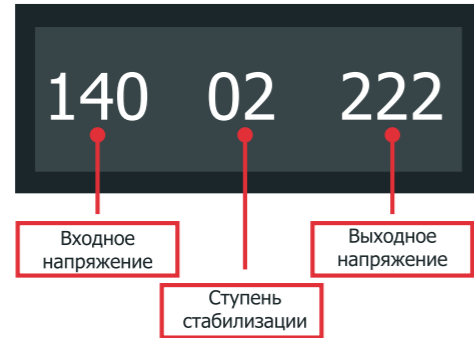 140 02 222
Входное
напряжение
Выходное
напряжение
Ступень
стабилизации